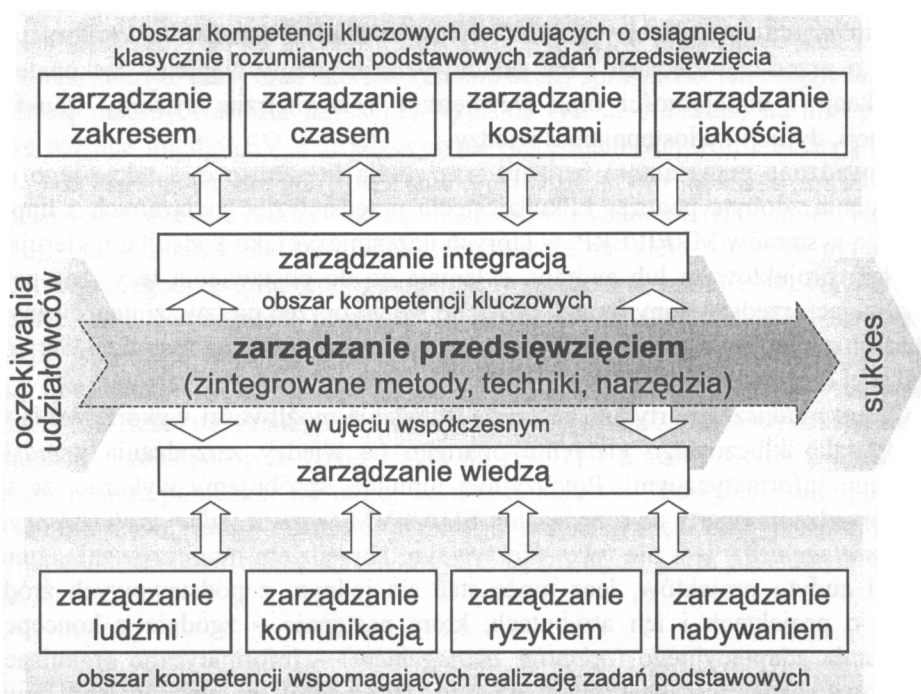 obszar kompetencji kluczowych decydujących o osiągnięciu
klasycznie rozumianych podstawowych zadań przedsięwzięcia
zarządzanie
zakresem
zarządzanie
czasem
zarządzanie
kosztami
zarządzanie
jakością
zarządzanie integracją
obszar kompetencji kluczowych
oczekiwania
udziałowców
zarządzanie przedsięwzięciem
(zintegrowane metody, techniki, narzędzia)
sukces
w ujęciu współczesnym
zarządzanie wiedzą
zarządzanie
ludźmi
zarządzanie
komunikacją
zarządzanie
ryzykiem
zarządzanie
nabywaniem
obszar kompetencji wspomagających realizację zadań podstawowych